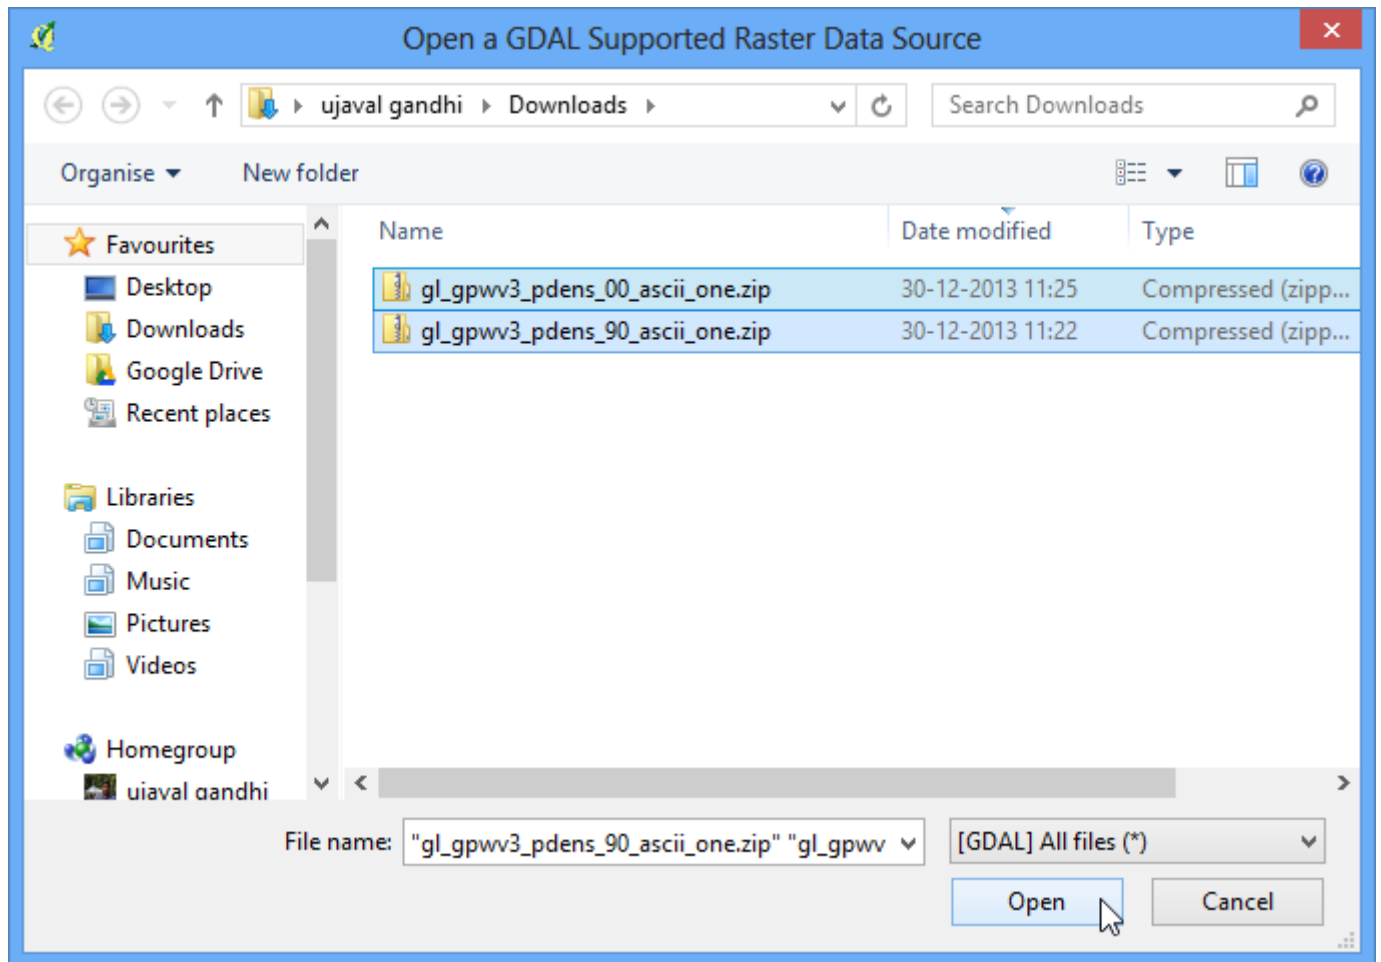 Open a GDAL Supported Raster Data Source
ujaval gandhi Downloads
Search Downloads
Organise New folder
Name Date modified Type
Favourites
Desktop
Downloads
Google Drive
Recent places
Libraries
Documents
Music
Pictures
Videos
Homegroup
ujaval gandhi
gl_gpwv3_pdens_00_ascii_one.zip 30-12-2013 11:25 Compressed (zipp...
gl_gpwv3_pdens_90_ascii_one.zip 30-12-2013 11:22 Compressed (zipp...
File name: "gl_gpwv3_pdens_90_ascii_one.zip" "gl_gpwv
[GDAL] All files (*)
Open Cancel